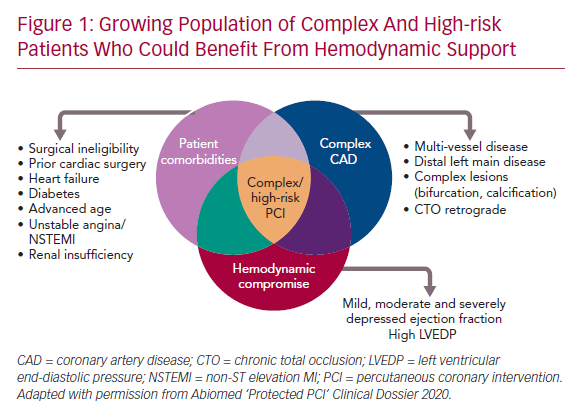 Figure 1: Growing Population of Complex And High-risk
Patients Who Could Benefit From Hemodynamic Support
Patient
comorbidities
Complex
CAD
Complex/
high-risk
PCI
Hemodynamic
compromise
• Surgical ineligibility
• Prior cardiac surgery
• Heart failure
• Diabetes
• Advanced age
• Unstable angina/
NSTEMI
• Renal insufficiency
• Multi-vessel disease
• Distal left main disease
• Complex lesions
(bifurcation, calcification)
• CTO retrograde
Mild, moderate and severely
depressed ejection fraction
High LVEDP
CAD = coronary artery disease; CTO = chronic total occlusion; LVEDP = left ventricular
end-diastolic pressure; NSTEMI = non-ST elevation MI; PCI = percutaneous coronary intervention.
Adapted with permission from Abiomed ‘Protected PCI’ Clinical Dossier 2020.